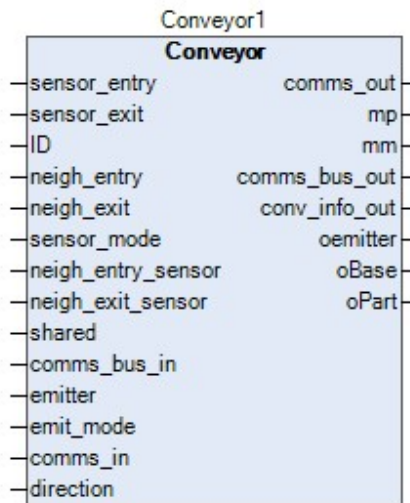 Conveyor1
Conveyor
sensor_entry comms_out
sensor_exit mp
ID mm
neigh_entry comms_bus_out
neigh_exit conv_info_out
sensor_mode oemitter
neigh_entry_sensor oBase
neigh_exit_sensor oPart
shared
comms_bus_in
emitter
emit_mode
comms_in
direction